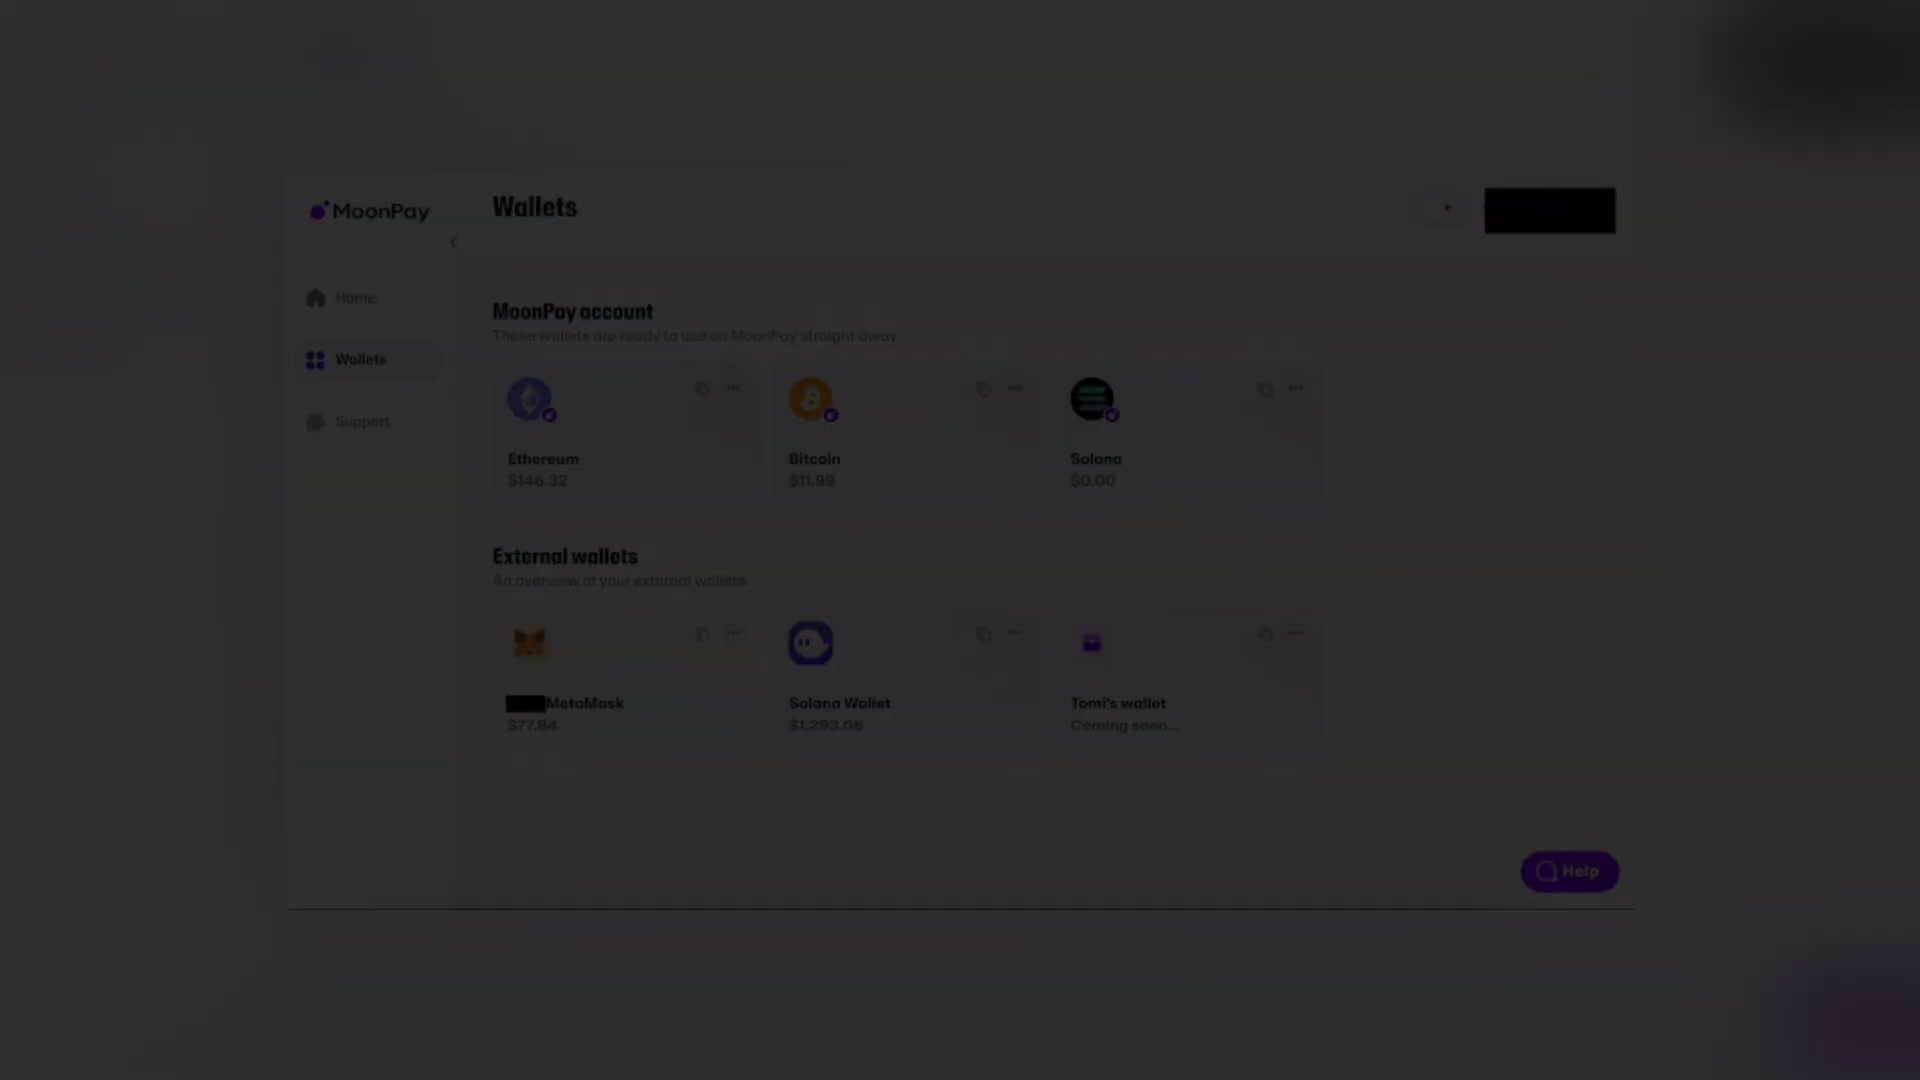 MoonPay
Wallets
Home
Wallets
Support
MoonPay account
These wallets are ready to use on MoonPay straight away.
Ethereum
$146.32
Bitcoin
$11.99
Solana
$0.00
External wallets
An overview of your external wallets.
MetaMask
$77.84
Solana Wallet
$1,293.06
Tomi's wallet
Coming soon...
Help